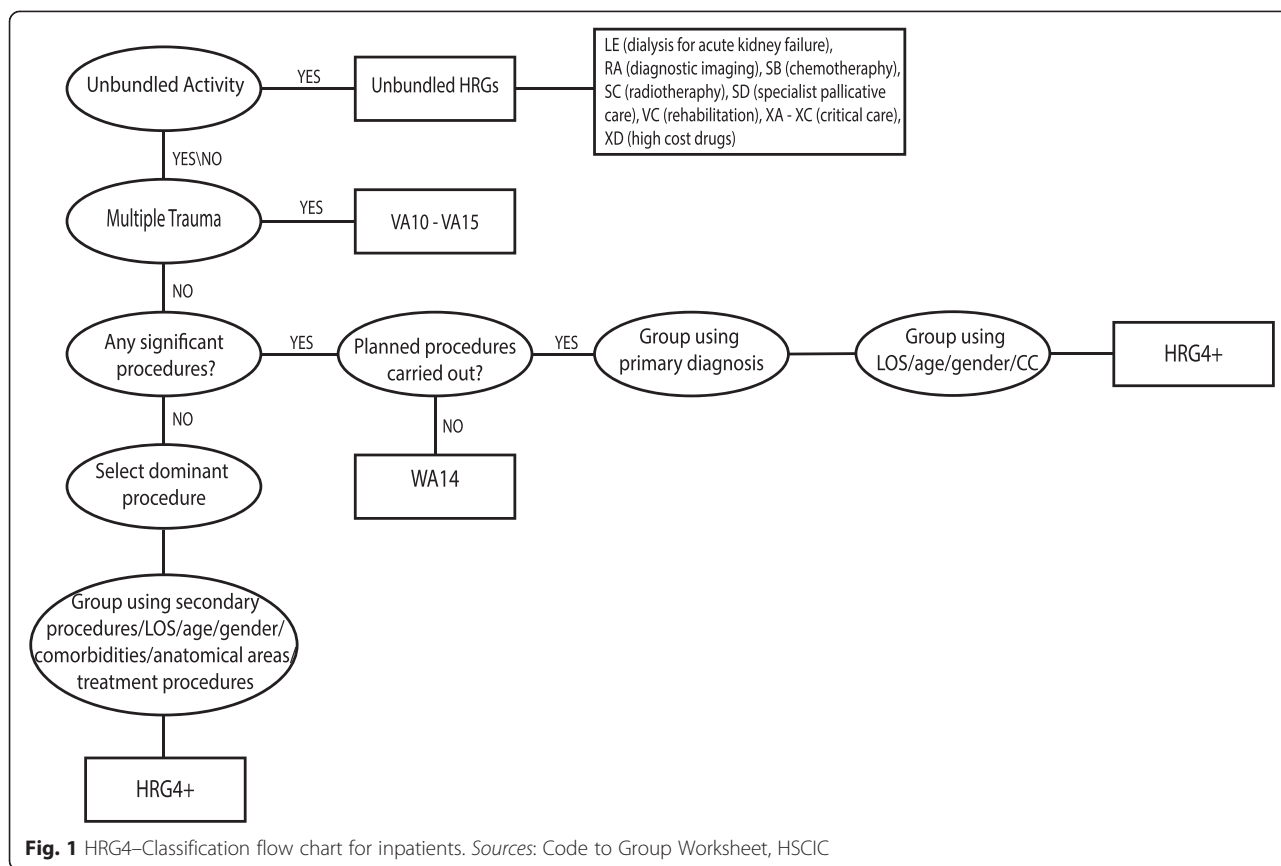 Unbundled Activity
YES
Unbundled HRGs
LE (dialysis for acute kidney failure),
RA (diagnostic imaging), SB (chemotheraphy),
SC (radiotheraphy), SD (specialist pallicative
care), VC (rehabilitation), XA - XC (critical care),
XD (high cost drugs)
YES\NO
Multiple Trauma
YES
VA10 - VA15
NO
Any significant
procedures?
YES
Planned procedures
carried out?
YES
Group using
primary diagnosis
Group using
LOS/age/gender/CC
HRG4+
NO
NO
Select dominant
procedure
WA14
Group using secondary
procedures/LOS/age/gender/
comorbidities/anatomical areas/
treatment procedures
HRG4+
Fig. 1 HRG4–Classification flow chart for inpatients. Sources: Code to Group Worksheet, HSCIC